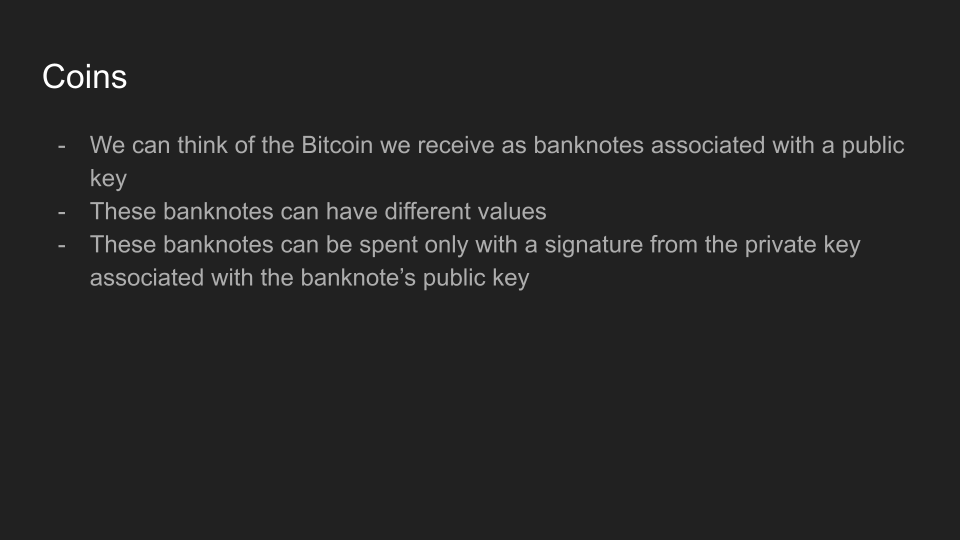 Coins
- We can think of the Bitcoin we receive as banknotes associated with a public
key
- These banknotes can have different values
- These banknotes can be spent only with a signature from the private key
associated with the banknote’s public key